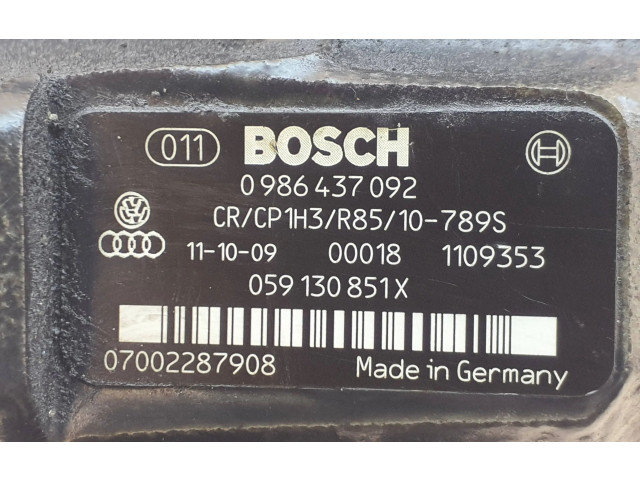 011 BOSCH
0 986 437 092
CR/CP1H3/R85/10-789S
11-10-09 00018 1109353
059 130 851 X
07002287908 Made in Germany